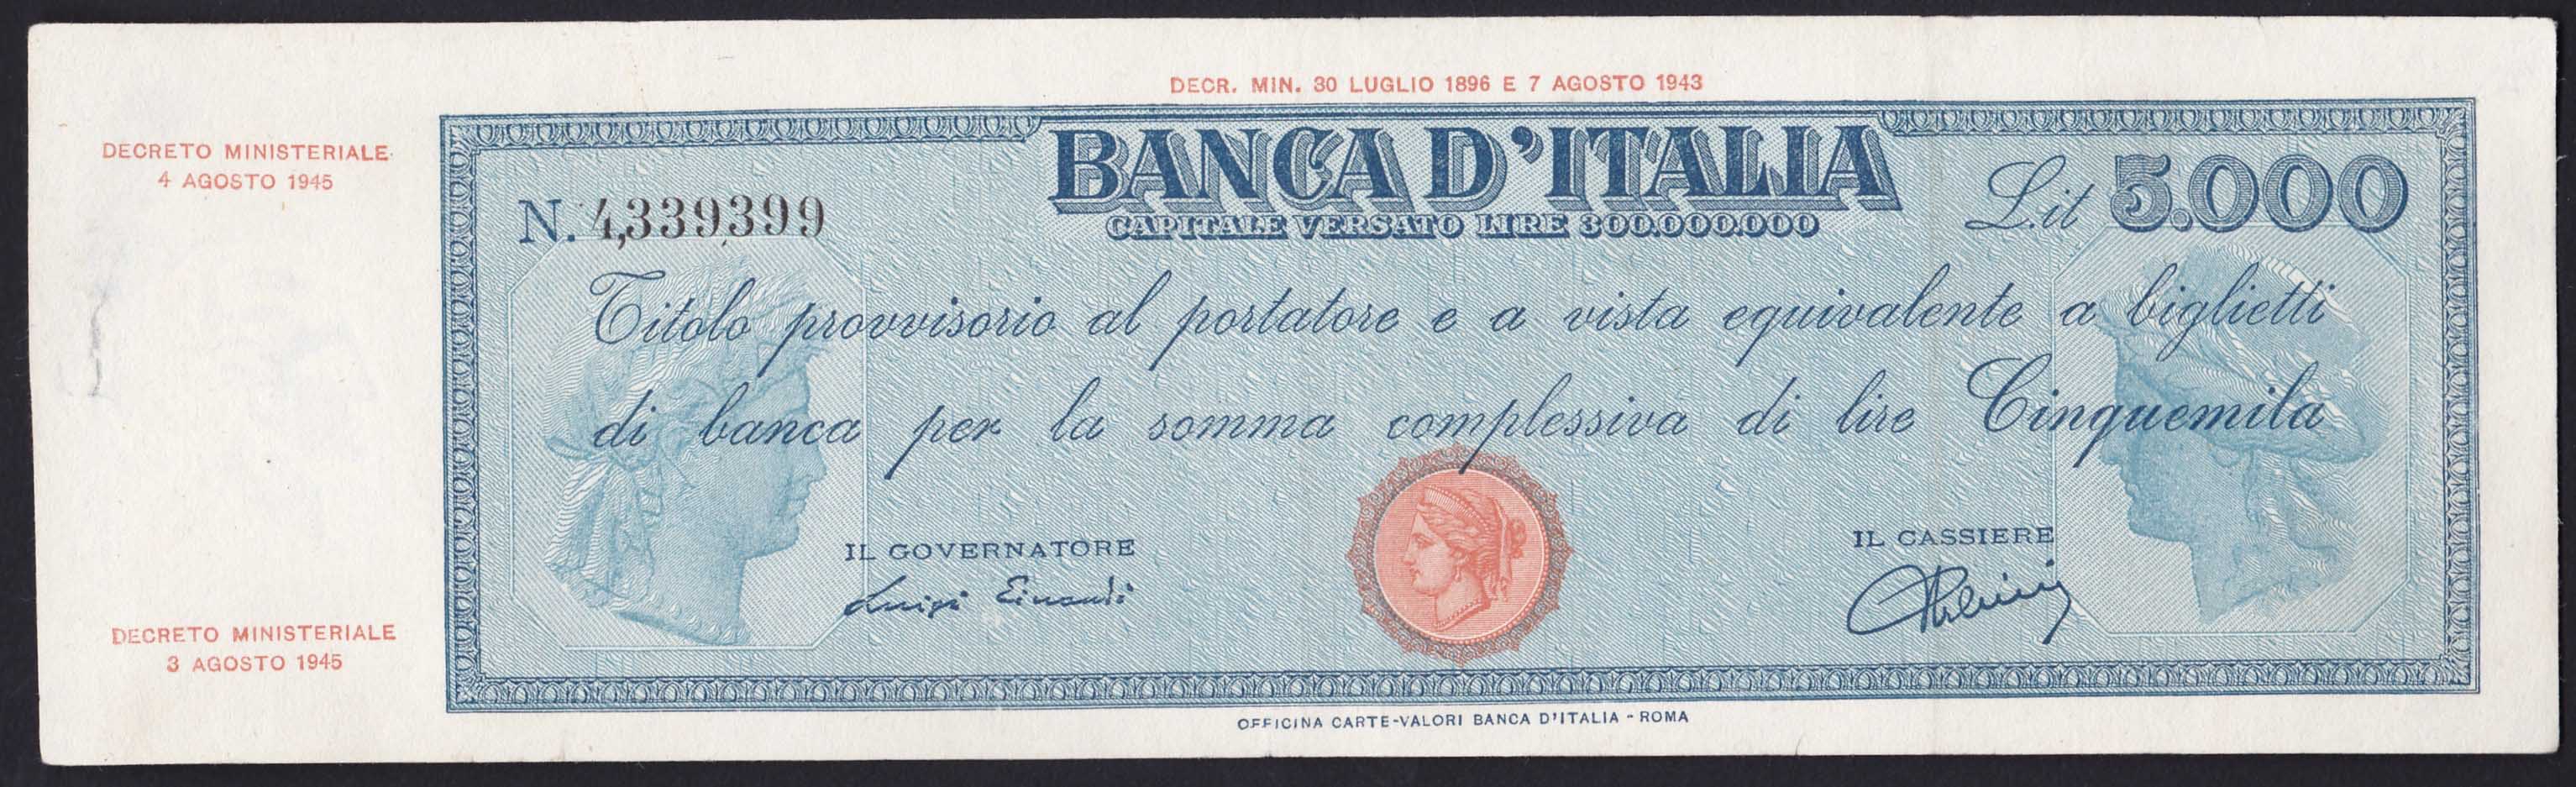 DECR. MIN. 30 LUGLIO 1896 E 7 AGOSTO 1943
DECRETO MINISTERIALE
4 AGOSTO 1945
BANCA D'ITALIA
CAPITALE VERSATO LIRE 300.000.000
N. 4,339399
Lit 5.000
Titolo provvisorio al portatore e a vista equivalente a biglietti
di banca per la somma complessiva di lire Cinquemila
IL GOVERNATORE
Luigi Einaudi
IL CASSIERE
DECRETO MINISTERIALE
3 AGOSTO 1945
OFFICINA CARTE-VALORI BANCA D'ITALIA - ROMA